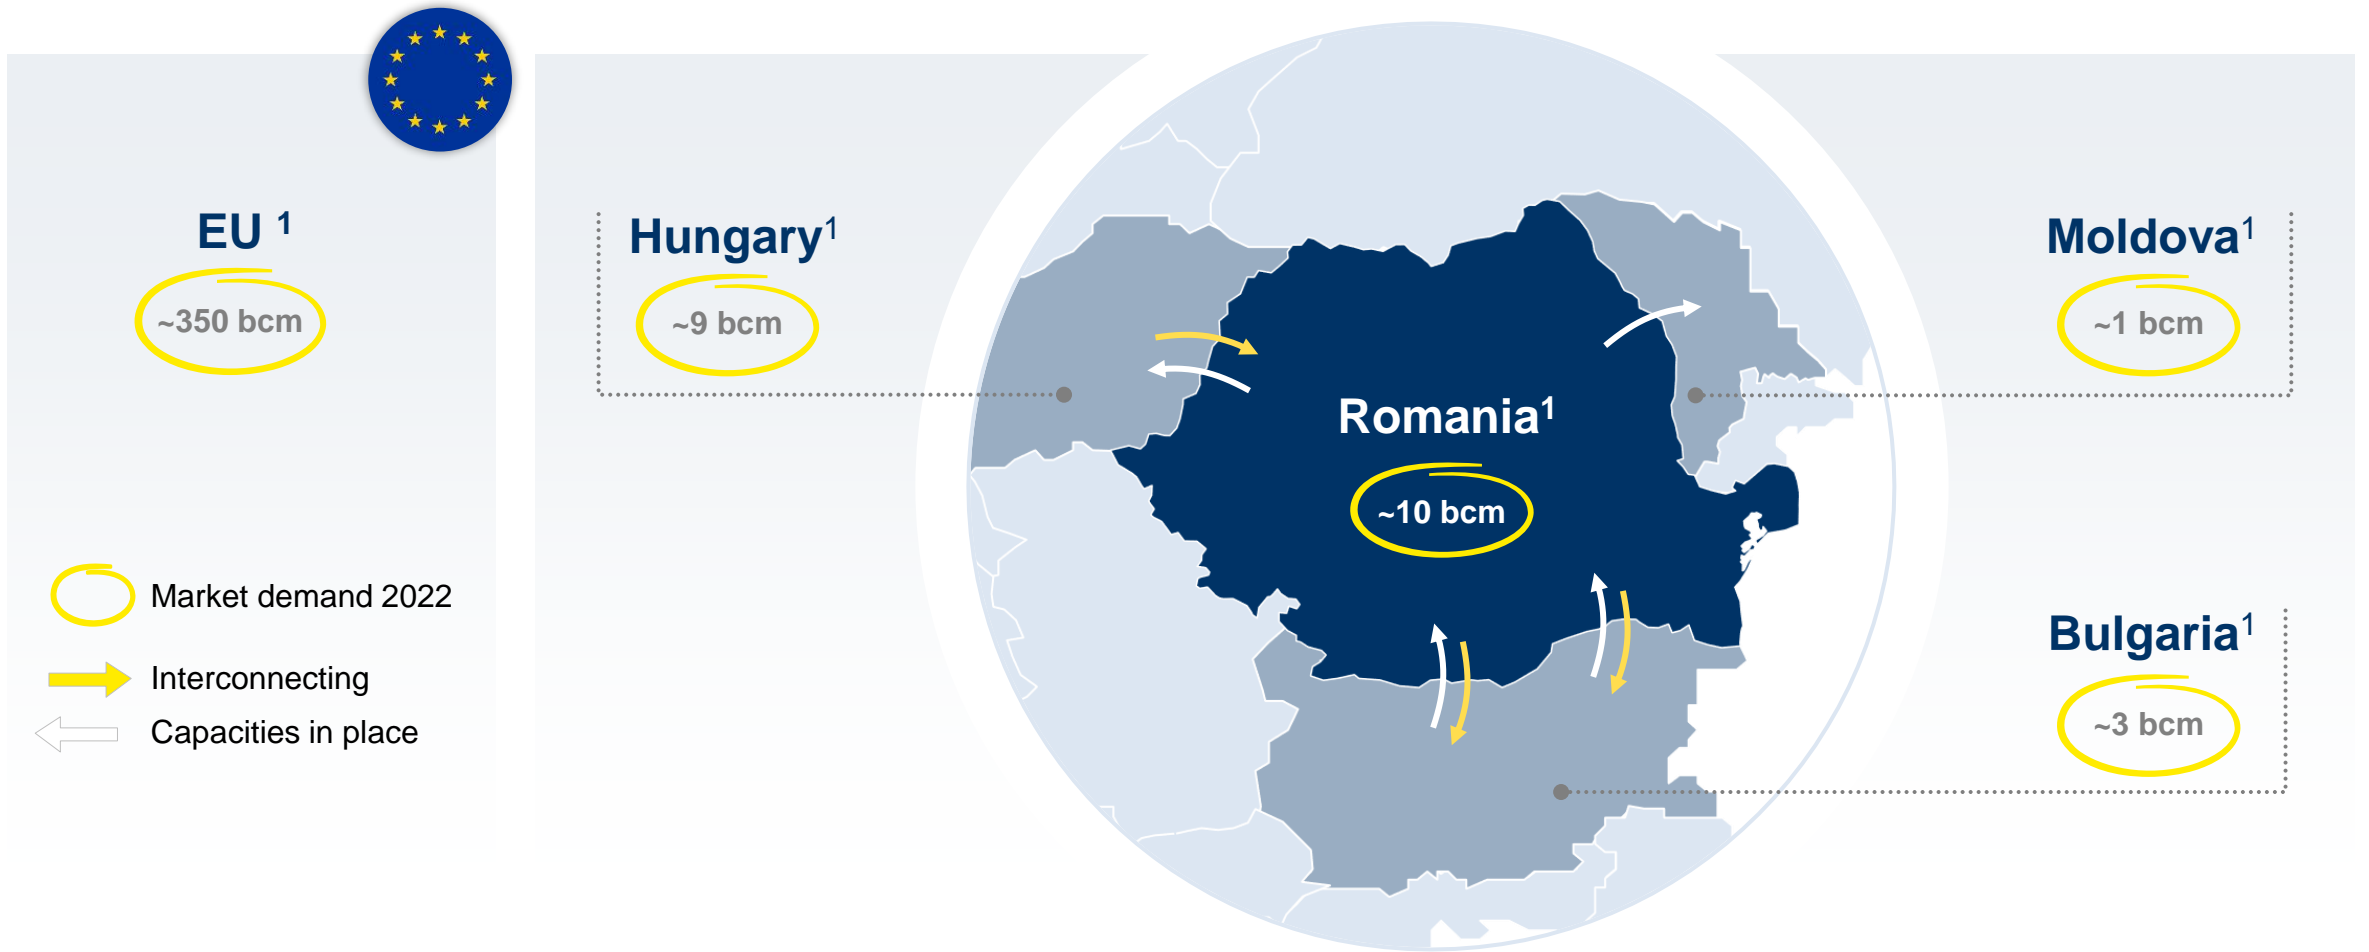 EU 1
~350 bcm
Market demand 2022
Interconnecting
Capacities in place
Hungary1
~9 bcm
Romania1
~10 bcm
Moldova1
~1 bcm
Bulgaria1
~3 bcm